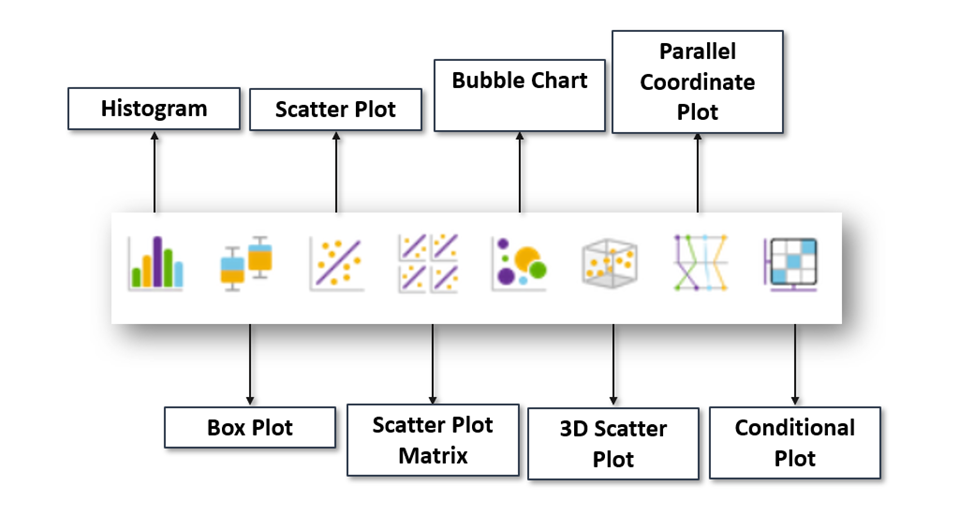 Histogram
Scatter Plot
Bubble Chart
Parallel
Coordinate
Plot
Box Plot
Scatter Plot
Matrix
3D Scatter
Plot
Conditional
Plot